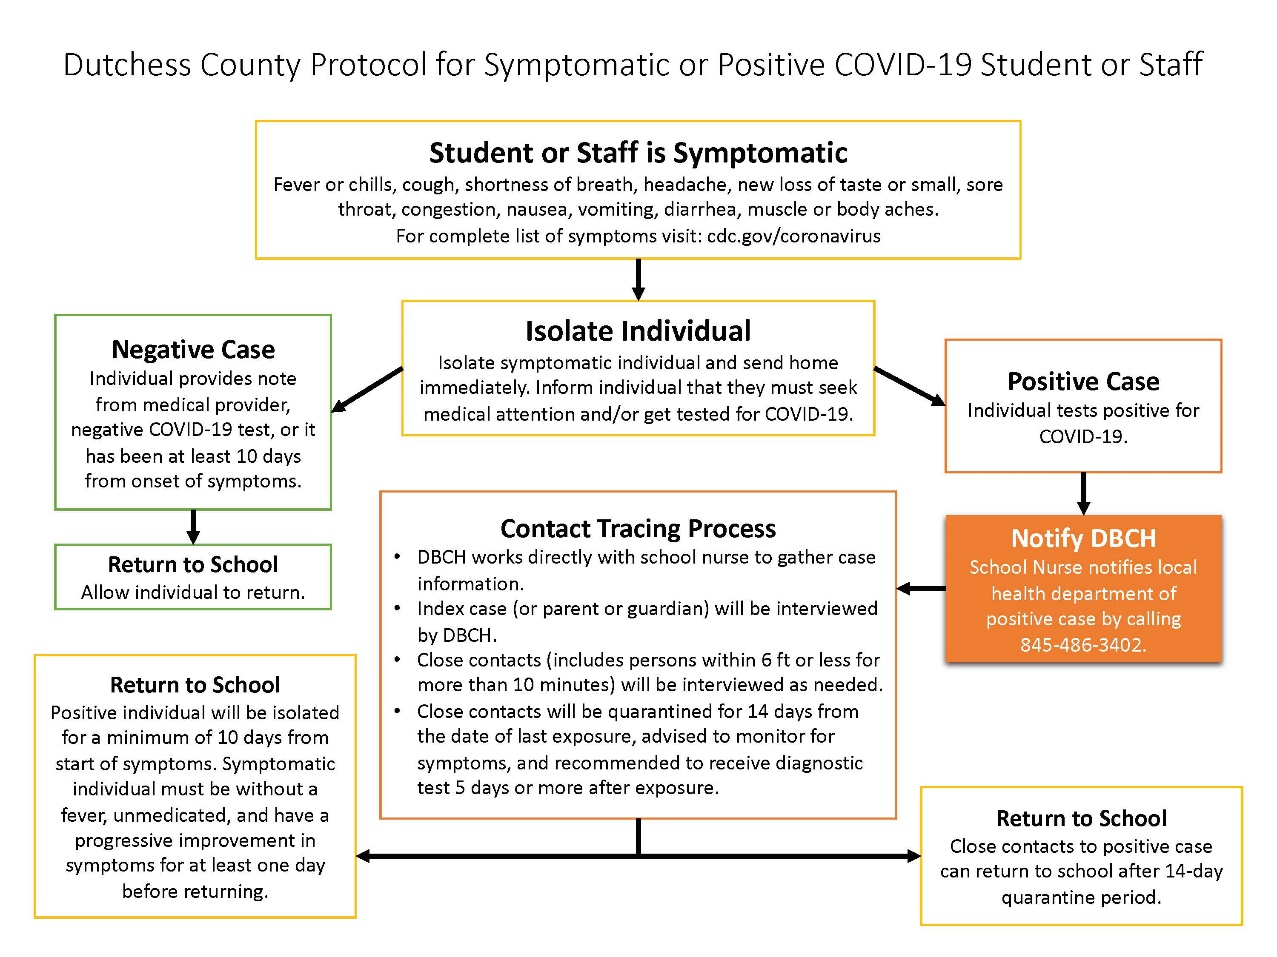 Dutchess County Protocol for Symptomatic or Positive COVID-19 Student or Staff
Student or Staff is Symptomatic
Fever or chills, cough, shortness of breath, headache, new loss of taste or small, sore
throat, congestion, nausea, vomiting, diarrhea, muscle or body aches.
For complete list of symptoms visit: cdc.gov/coronavirus
Isolate Individual
Isolate symptomatic individual and send home
immediately. Inform individual that they must seek
medical attention and/or get tested for COVID-19.
Negative Case
Individual provides note
from medical provider,
negative COVID-19 test, or it
has been at least 10 days
from onset of symptoms.
Return to School
Allow individual to return.
Positive Case
Individual tests positive for
COVID-19.
Notify DBCH
School Nurse notifies local
health department of
positive case by calling
845-486-3402.
Contact Tracing Process
• DBCH works directly with school nurse to gather case
information.
• Index case (or parent or guardian) will be interviewed
by DBCH.
• Close contacts (includes persons within 6 ft or less for
more than 10 minutes) will be interviewed as needed.
• Close contacts will be quarantined for 14 days from
the date of last exposure, advised to monitor for
symptoms, and recommended to receive diagnostic
test 5 days or more after exposure.
Return to School
Positive individual will be isolated
for a minimum of 10 days from
start of symptoms. Symptomatic
individual must be without a
fever, unmedicated, and have a
progressive improvement in
symptoms for at least one day
before returning.
Return to School
Close contacts to positive case
can return to school after 14-day
quarantine period.